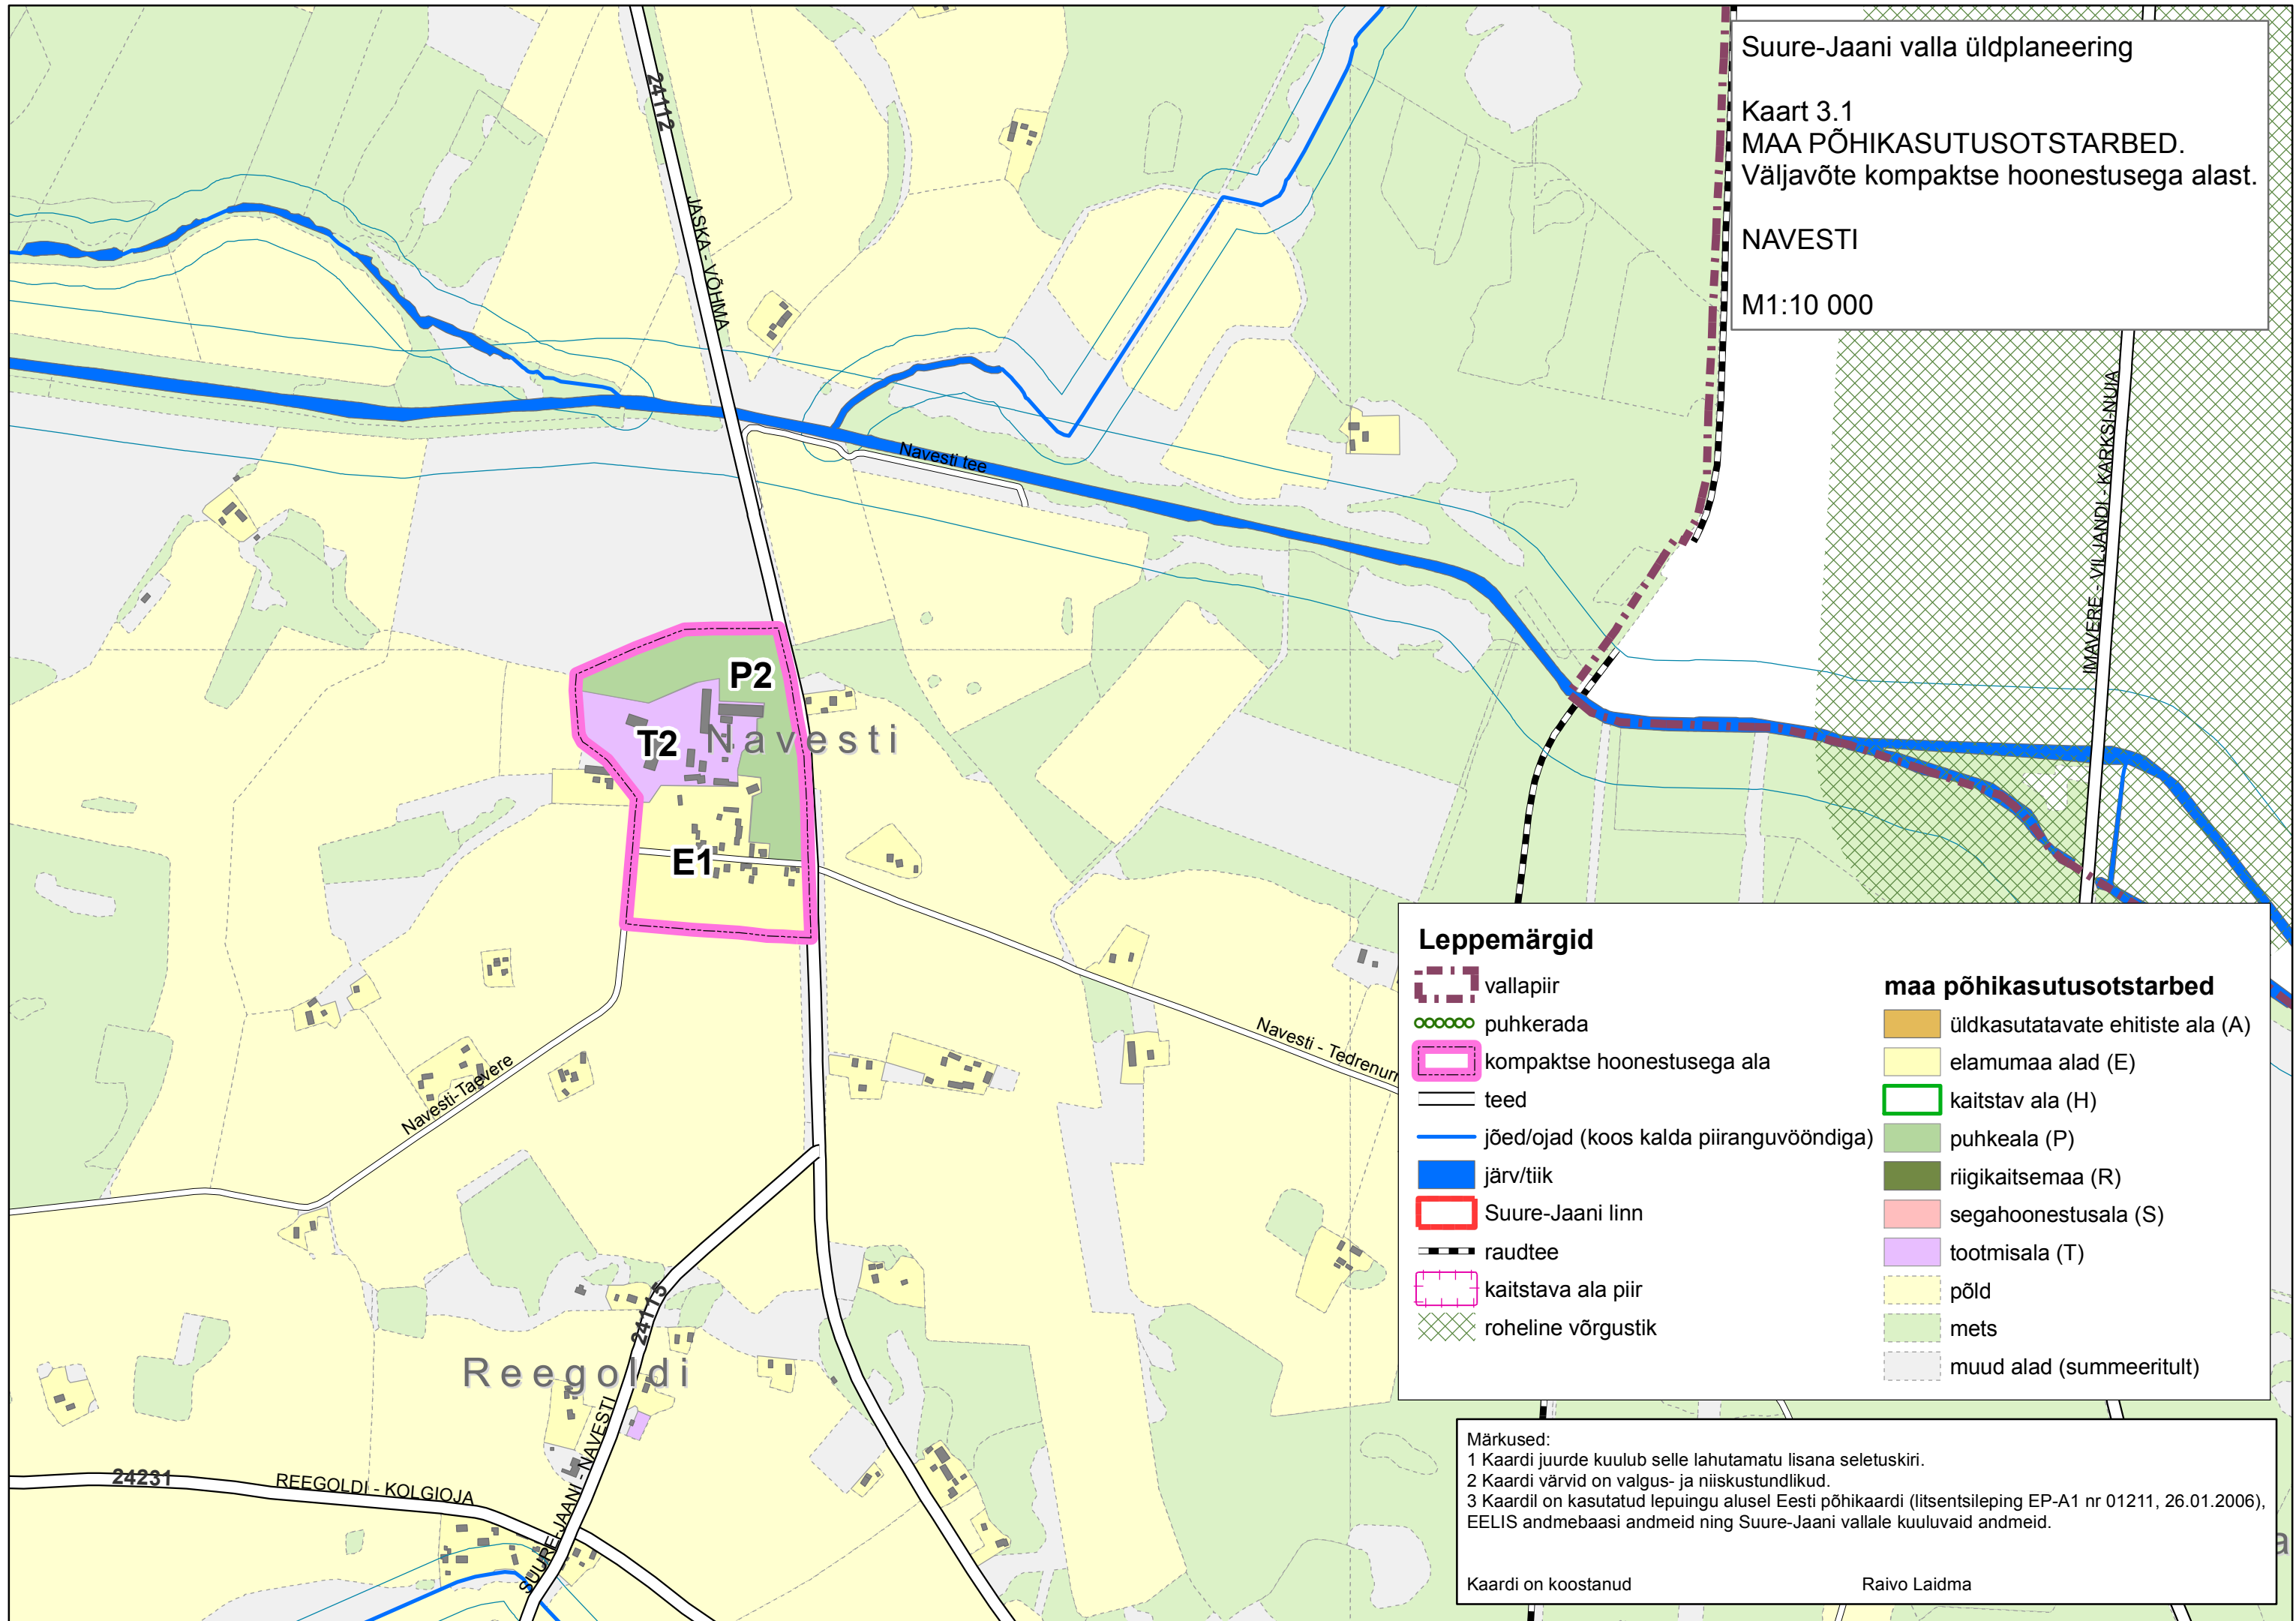 Suure-Jaani valla üldplaneering
Kaart 3.1
MAA PÕHIKASUTUSOTSTARBED.
Väljavõte kompaktse hoonestusega alast.
NAVESTI
M1:10 000
24112
JASKA - VÕHMA
Navesti tee
IMAVERE - VILJANDI - KARKSI-NUIA
P2
T2
Navesti
E1
Navesti - Tedrenurm
Navesti-Taevere
24115
Reegoldi
SUURE-JAANI - NAVESTI
24231
REEGOLDI - KOLGIOJA
Leppemärgid
vallapiir
puhkerada
kompaktse hoonestusega ala
teed
jõed/ojad (koos kalda piiranguvööndiga)
järv/tiik
Suure-Jaani linn
raudtee
kaitstava ala piir
roheline võrgustik
maa põhikasutusotstarbed
üldkasutatavate ehitiste ala (A)
elamumaa alad (E)
kaitstav ala (H)
puhkeala (P)
riigikaitsemaa (R)
segahoonestusala (S)
tootmisala (T)
põld
mets
muud alad (summeeritult)
Märkused:
1 Kaardi juurde kuulub selle lahutamatu lisana seletuskiri.
2 Kaardi värvid on valgus- ja niiskustundlikud.
3 Kaardil on kasutatud lepuingu alusel Eesti põhikaardi (litsentsileping EP-A1 nr 01211, 26.01.2006),
EELIS andmebaasi andmeid ning Suure-Jaani vallale kuuluvaid andmeid.
Kaardi on koostanud Raivo Laidma